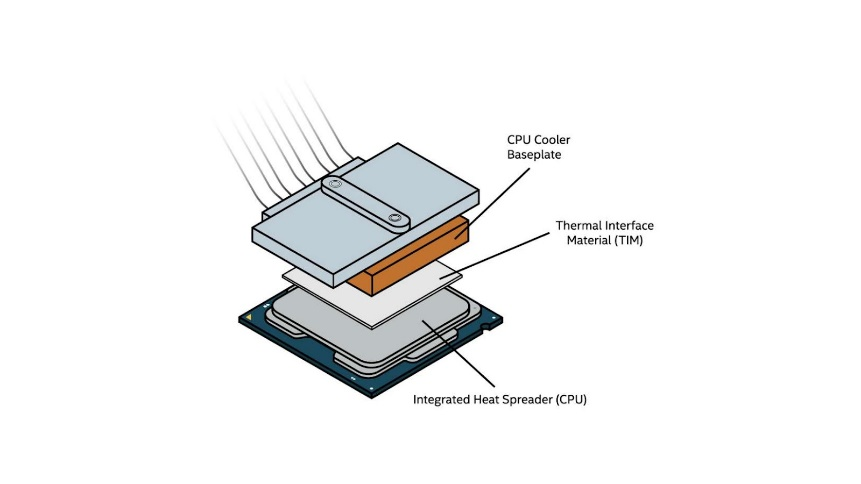 CPU Cooler
Baseplate
Thermal Interface
Material (TIM)
Integrated Heat Spreader (CPU)